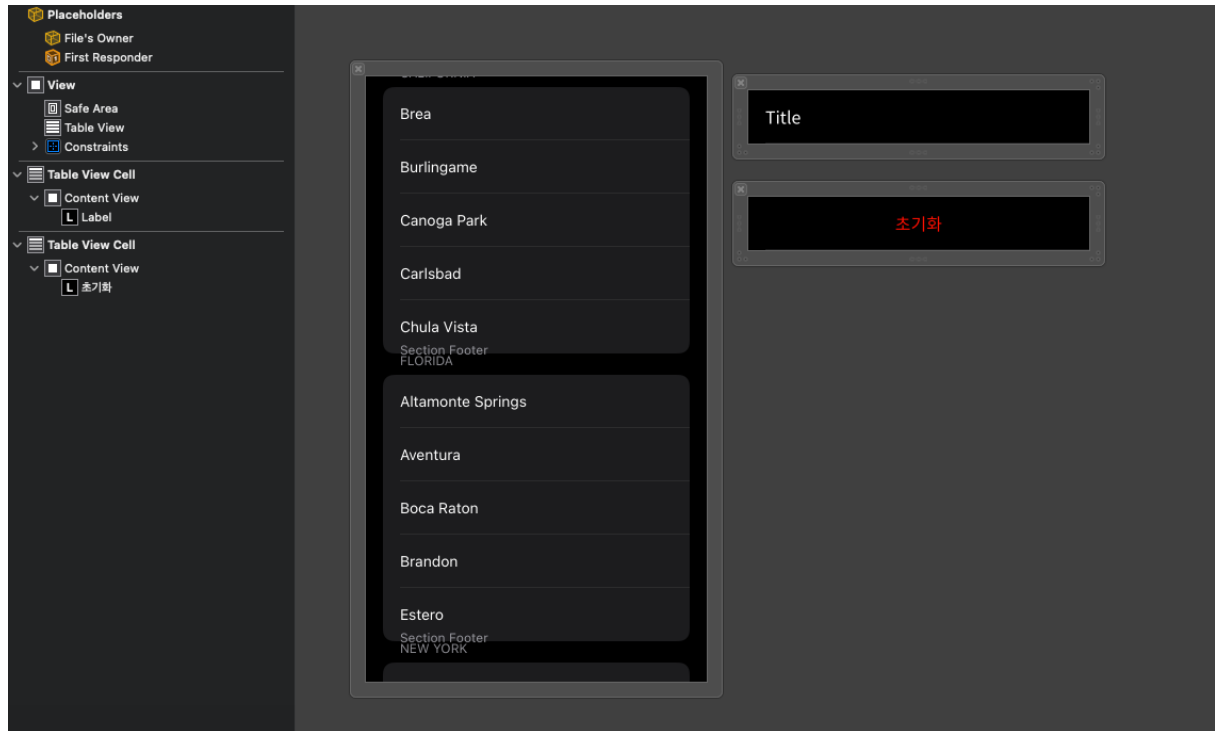 Placeholders
File's Owner
First Responder
View
Safe Area
Table View
Constraints
Table View Cell
Content View
L Label
Table View Cell
Content View
L 초기화
Brea
Burlingame
Canoga Park
Carlsbad
Chula Vista
Section Footer
FLORIDA
Altamonte Springs
Aventura
Boca Raton
Brandon
Estero
Section Footer
NEW YORK
Title
초기화